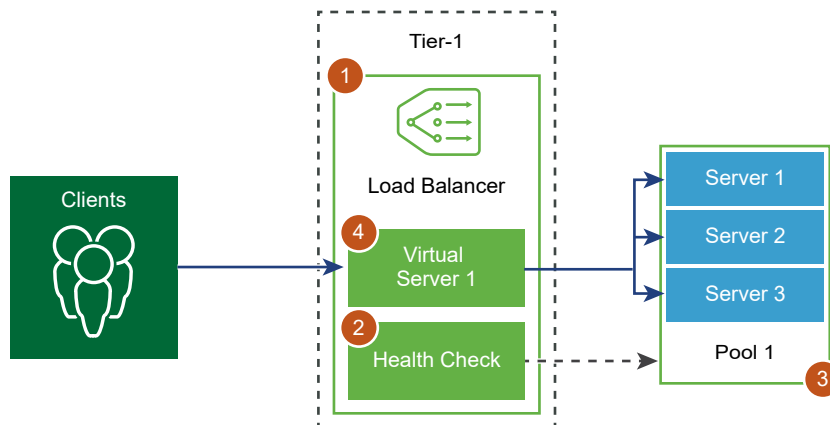 Tier-1
1
Load Balancer
Clients
4
Virtual
Server 1
2
Health Check
Server 1
Server 2
Server 3
Pool 1
3